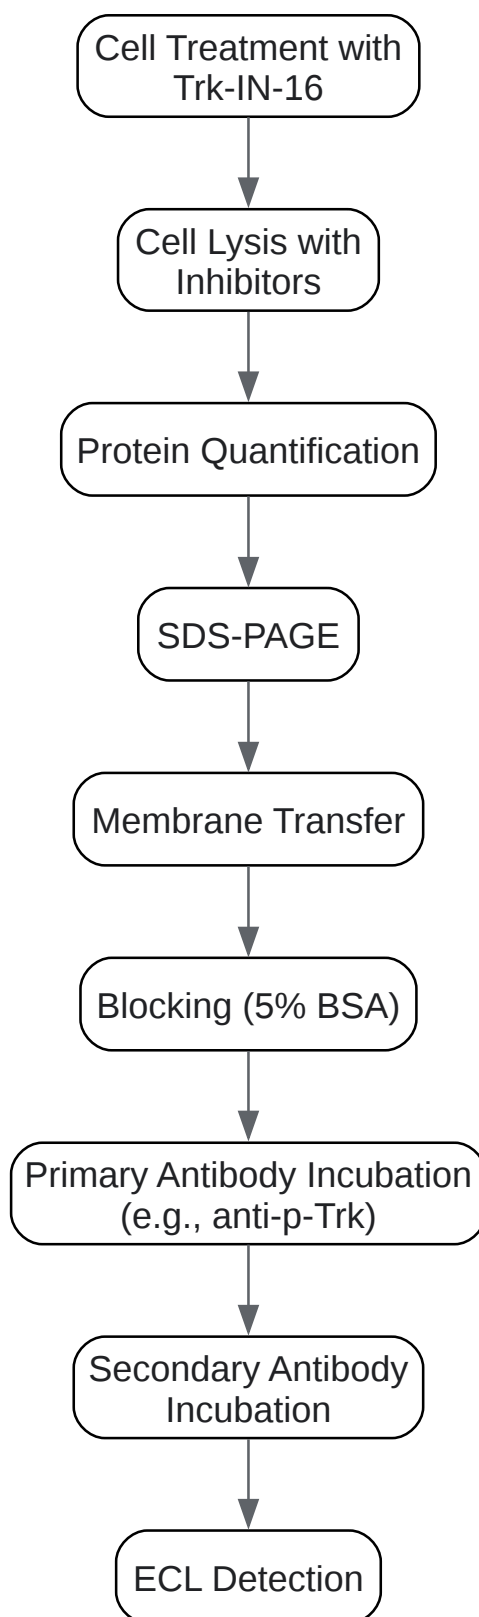 Cell Treatment with
Trk-IN-16
Cell Lysis with
Inhibitors
Protein Quantification
SDS-PAGE
Membrane Transfer
Blocking (5% BSA)
Primary Antibody Incubation
(e.g., anti-p-Trk)
Secondary Antibody
Incubation
ECL Detection